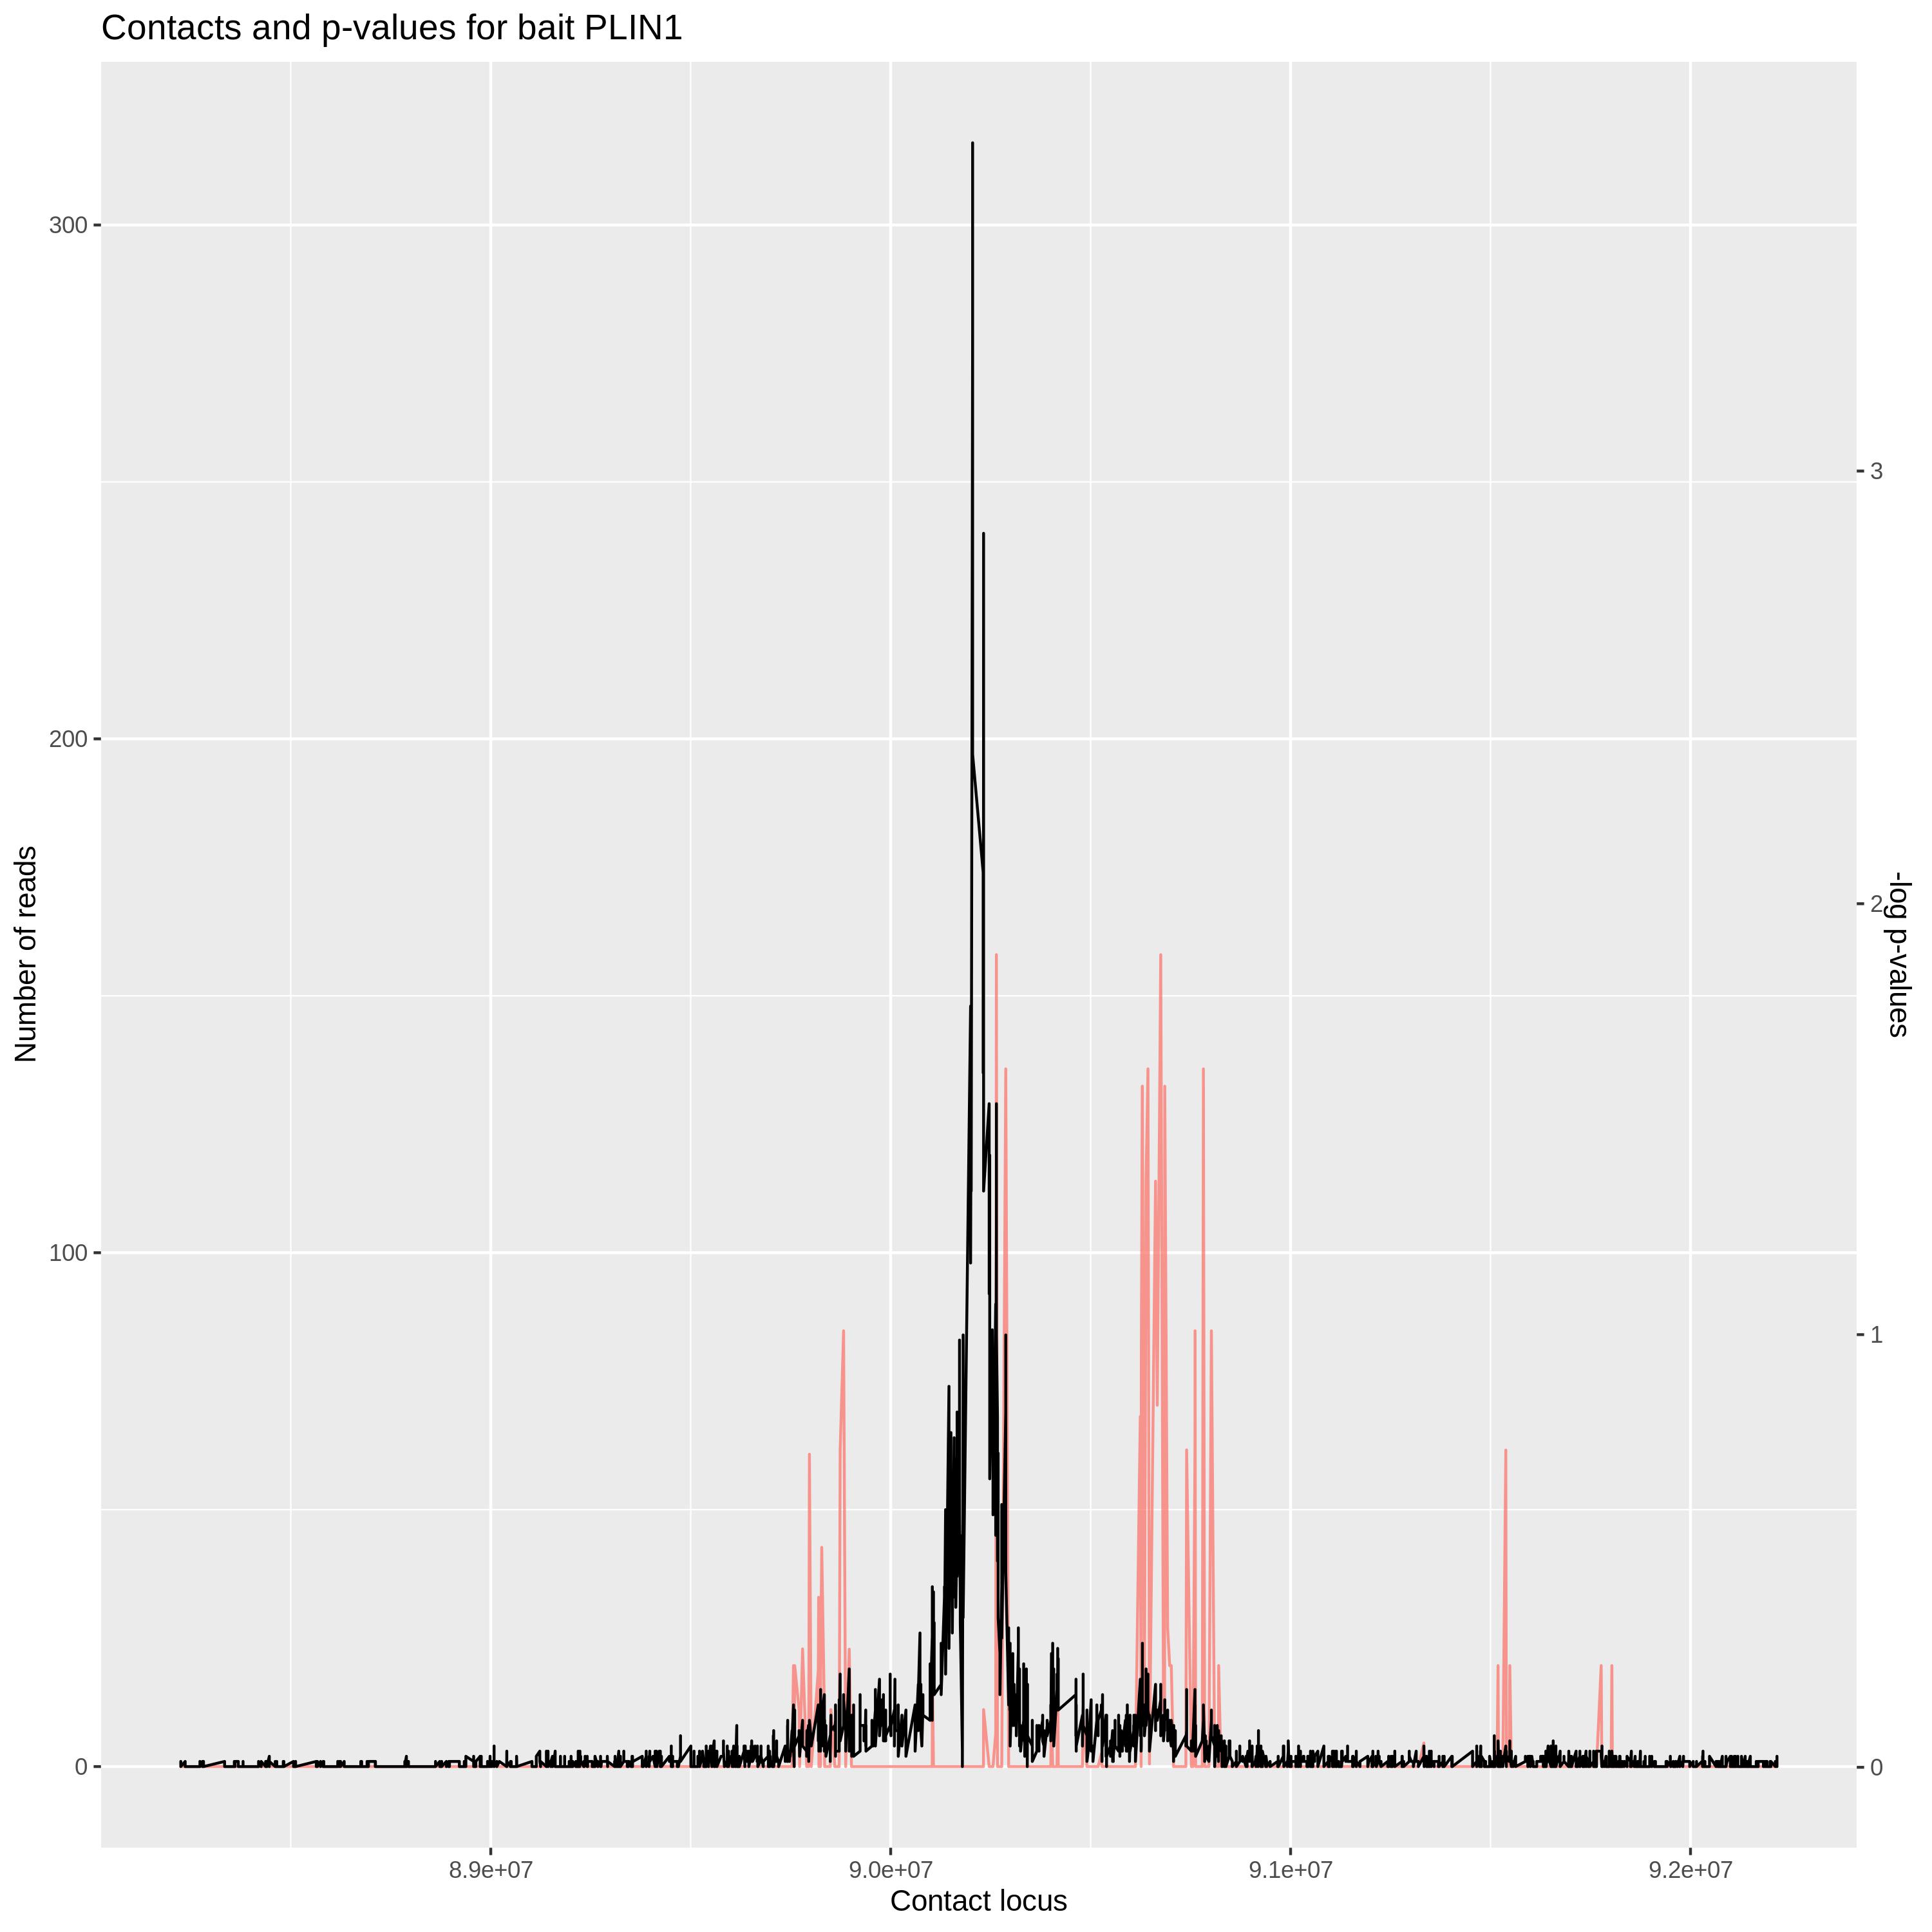 Contacts and p-values for bait PLIN1
300
200
100
0
Number of reads
3
2
1
0
-log p-values
8.9e+07
9.0e+07
9.1e+07
9.2e+07
Contact locus